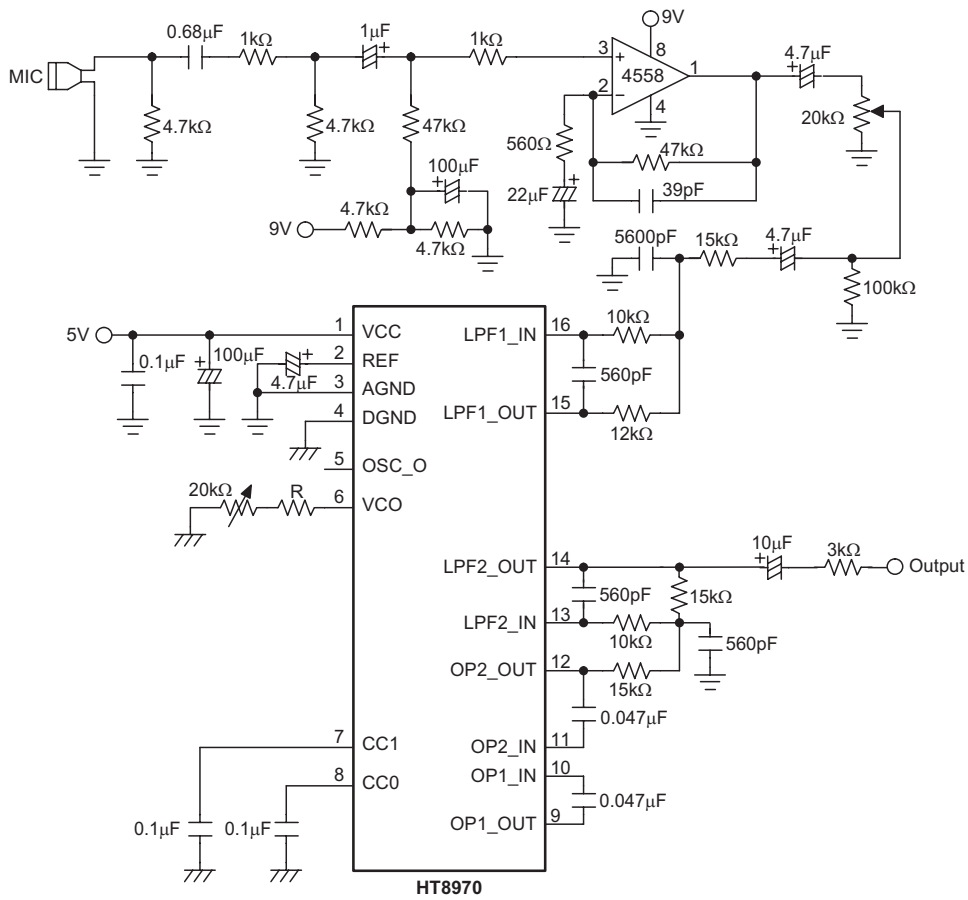 9V
0.68μF
1kΩ
1μF
+
1kΩ
3
+
8
4558
1
4.7μF
+
MIC
2
−
4
20kΩ
4.7kΩ
4.7kΩ
47kΩ
560Ω
47kΩ
100μF
+
22μF
+
39pF
9V
4.7kΩ
4.7kΩ
5600pF
15kΩ
4.7μF
+
100kΩ
5V
1
VCC
LPF1_IN
16
10kΩ
0.1μF
+
100μF
+
2
REF
4.7μF
3
AGND
560pF
4
DGND
LPF1_OUT
15
12kΩ
5
OSC_O
20kΩ
R
6
VCO
LPF2_OUT
14
10μF
+
3kΩ
Output
560pF
15kΩ
LPF2_IN
13
10kΩ
560pF
OP2_OUT
12
15kΩ
0.047μF
7
CC1
OP2_IN
11
8
CC0
OP1_IN
10
0.047μF
0.1μF
0.1μF
OP1_OUT
9
HT8970